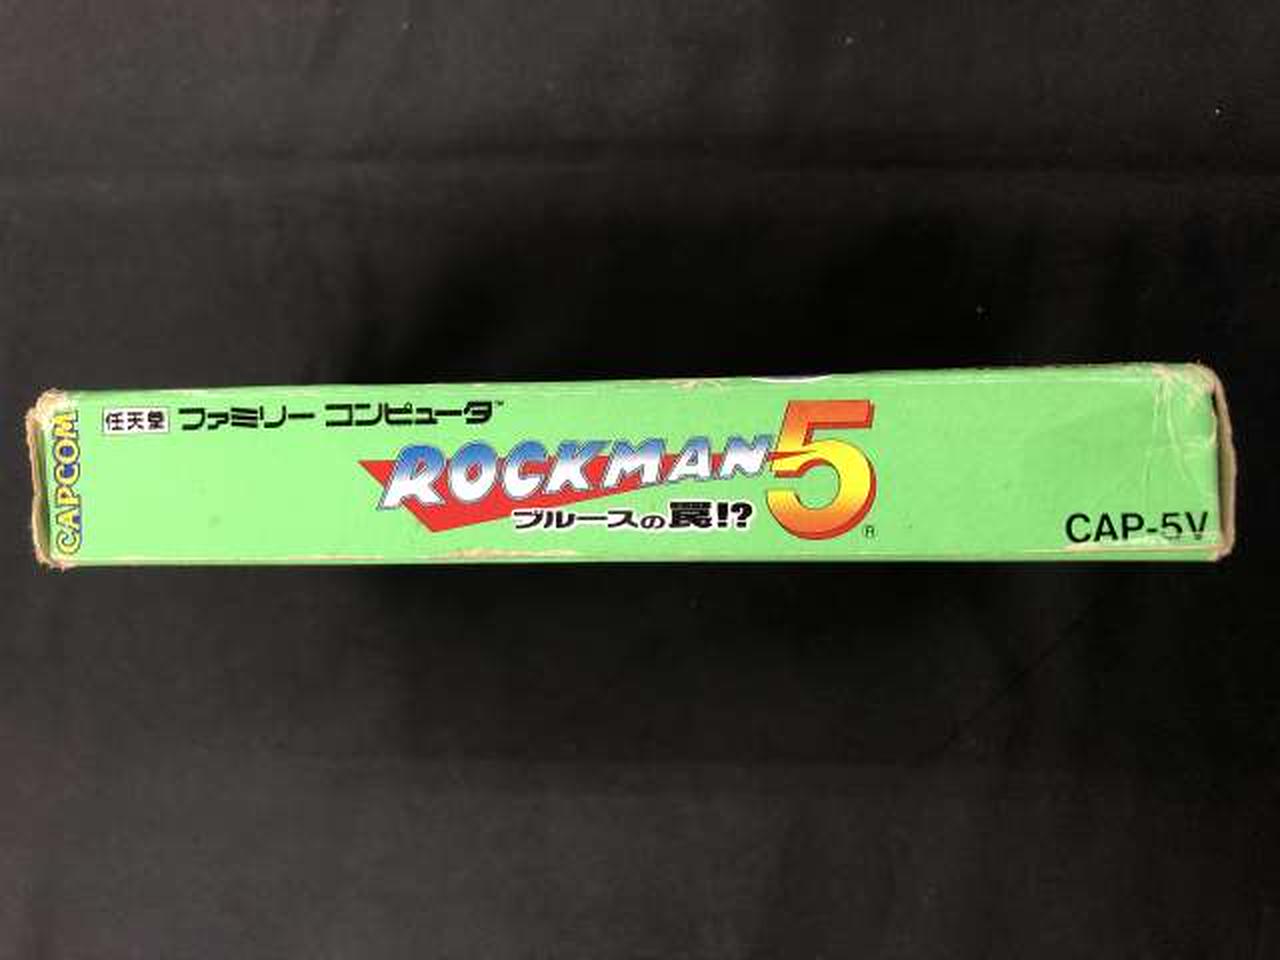 CAPCOM
任天堂 ファミリー コンピュータ™
ROCKMAN 5
ブルースの罠!?
®
CAP-5V